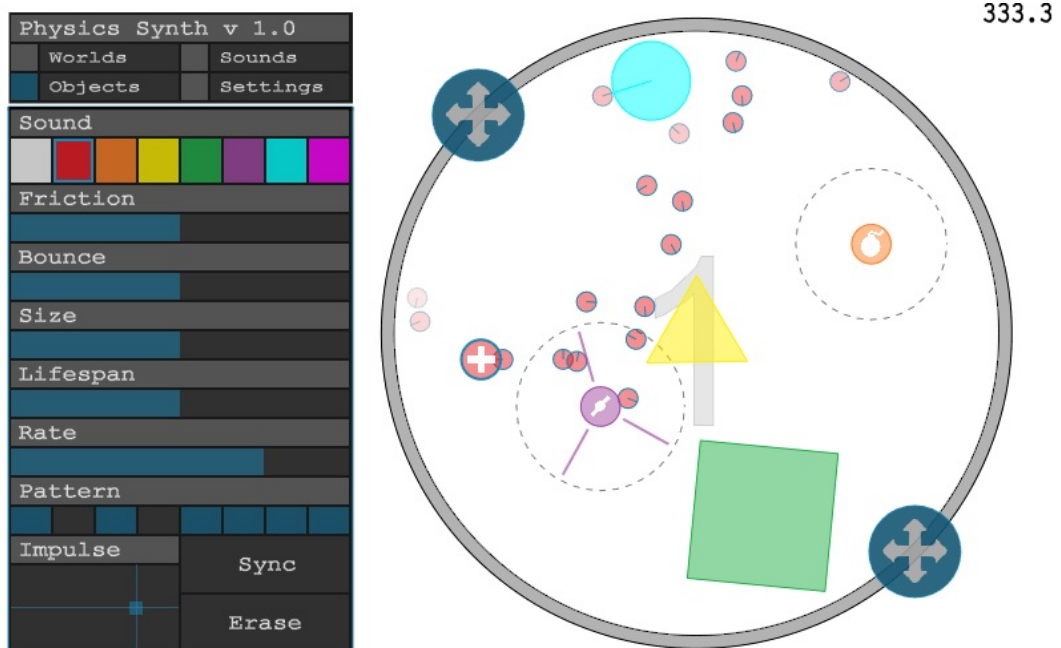 333.3
Physics Synth v 1.0
Worlds Sounds
Objects Settings
Sound
Friction
Bounce
Size
Lifespan
Rate
Pattern
Impulse
Sync
Erase
1